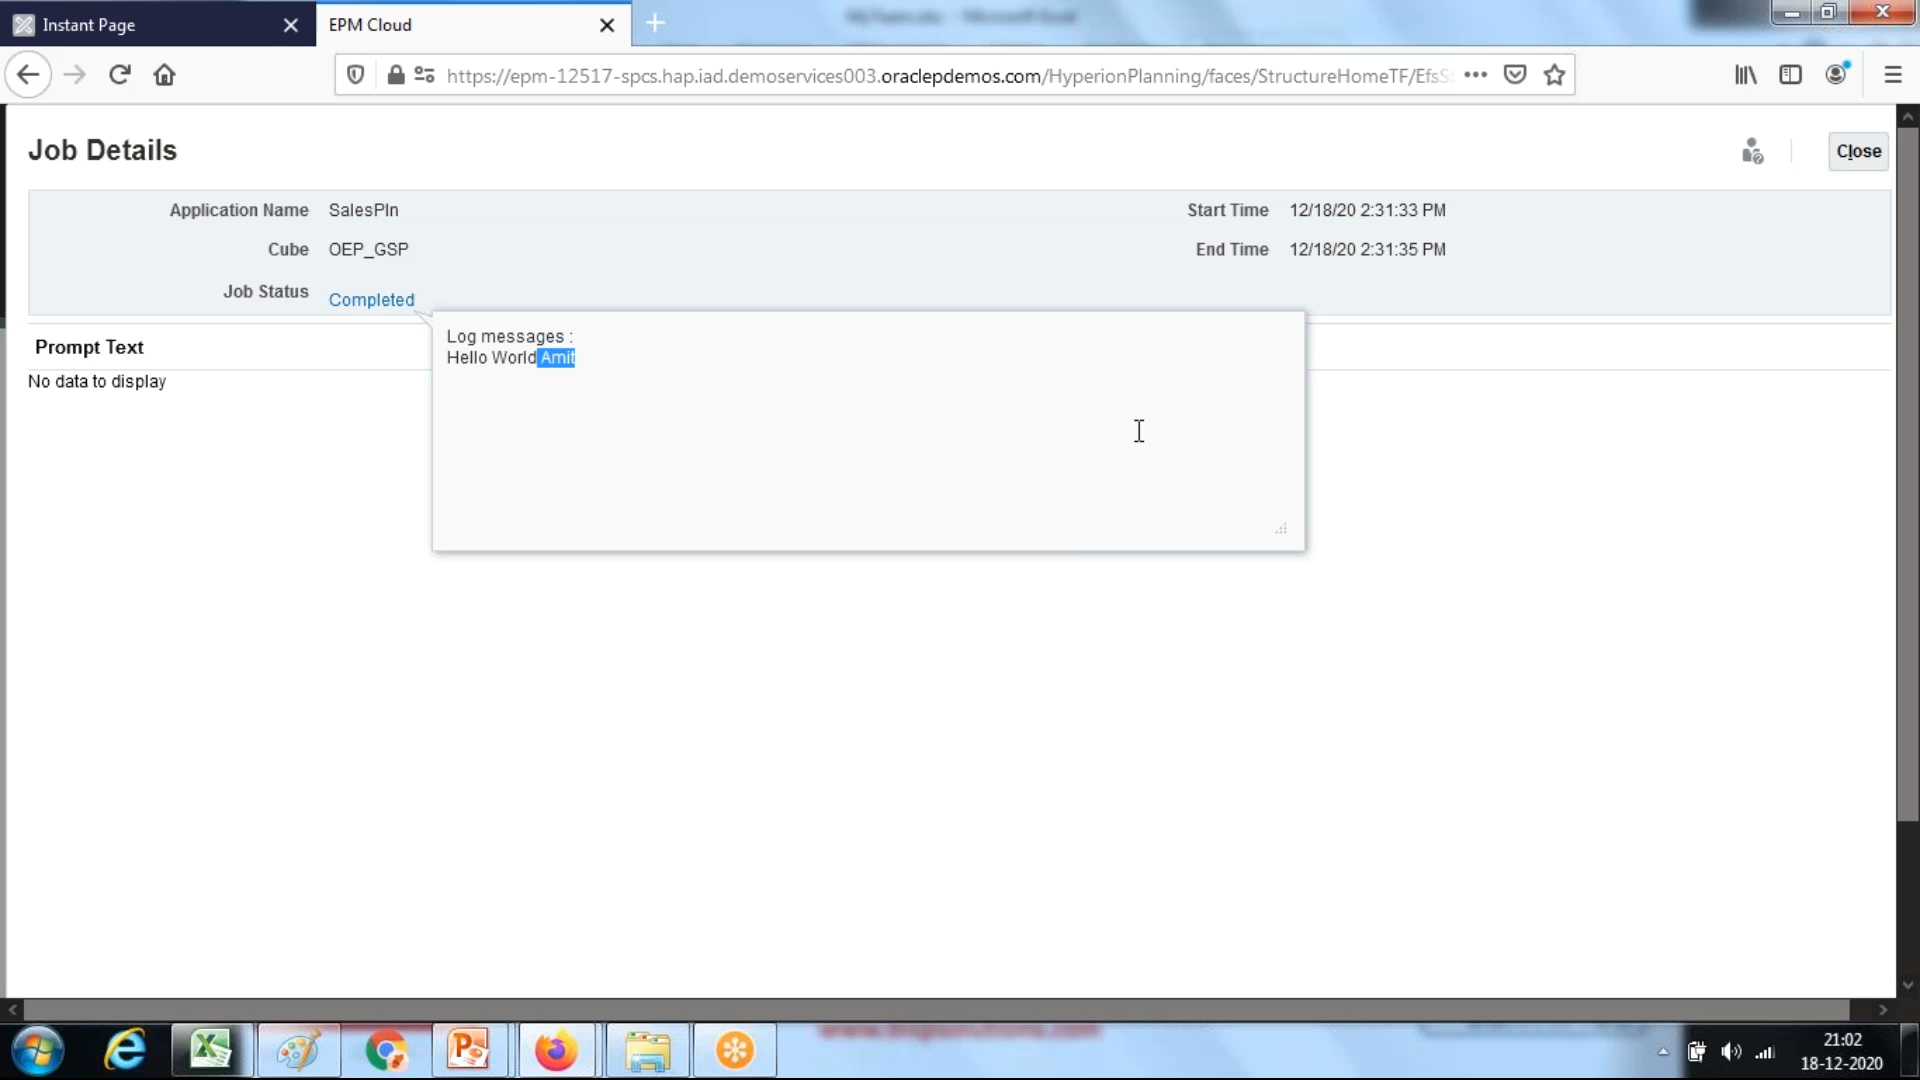 Instant Page
EPM Cloud
https://epm-12517-spcs.hap.iad.demoservices003.oraclepdemos.com/HyperionPlanning/faces/StructureHomeTF/EfsS
Job Details
Close
Application Name SalesPln
Start Time 12/18/20 2:31:33 PM
Cube OEP_GSP
End Time 12/18/20 2:31:35 PM
Job Status Completed
Log messages :
Hello World Amit
Prompt Text
No data to display
21:02
18-12-2020